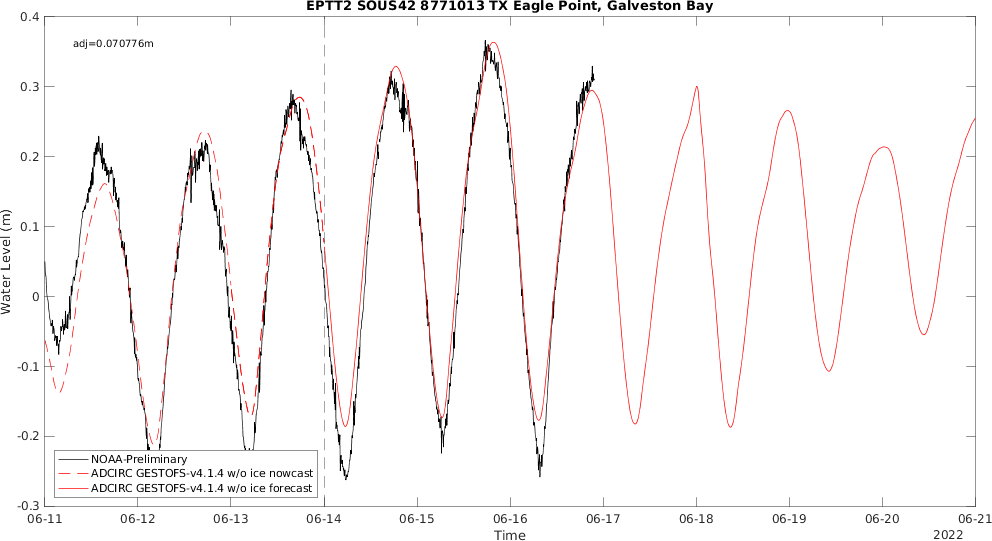 EPTT2 SOUS42 8771013 TX Eagle Point, Galveston Bay
adj=0.070776m
0.4
0.3
0.2
0.1
0
-0.1
-0.2
-0.3
Water Level (m)
NOAA-Preliminary
ADCIRC GESTOFS-v4.1.4 w/o ice nowcast
ADCIRC GESTOFS-v4.1.4 w/o ice forecast
06-11 06-12 06-13 06-14 06-15 06-16 06-17 06-18 06-19 06-20 06-21
Time
2022